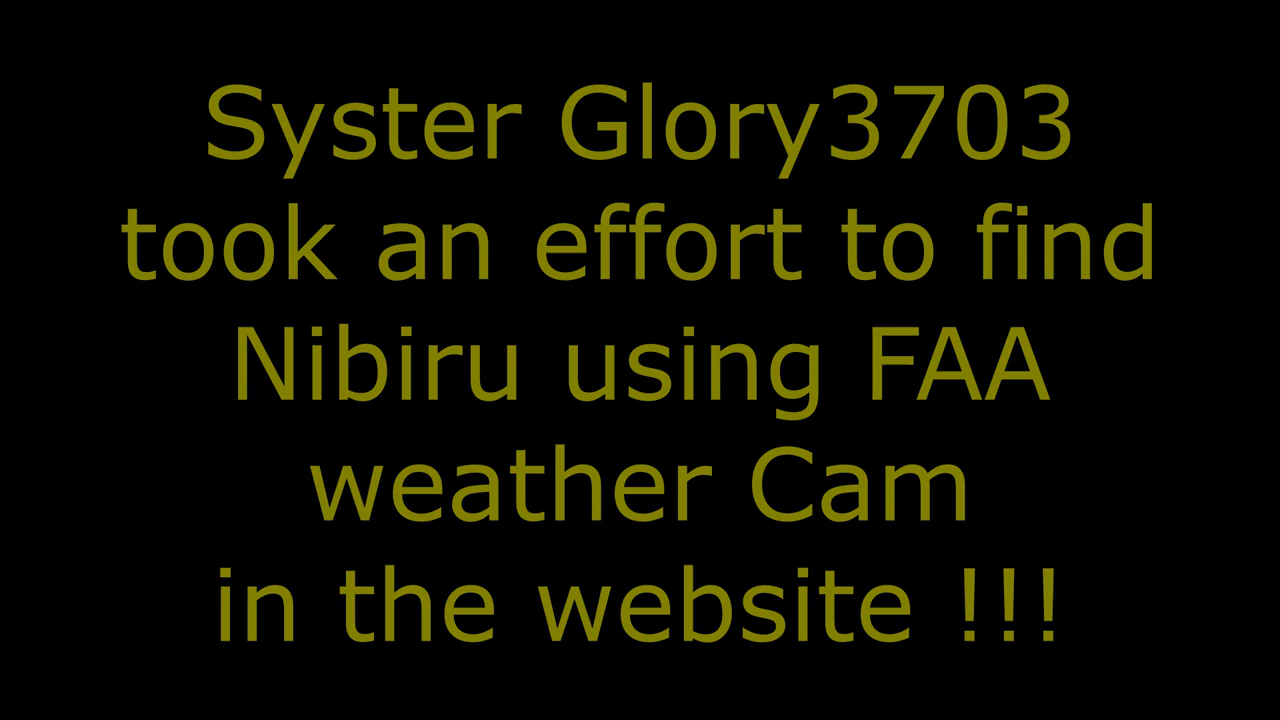 Syster Glory3703
took an effort to find
Nibiru using FAA
weather Cam
in the website !!!